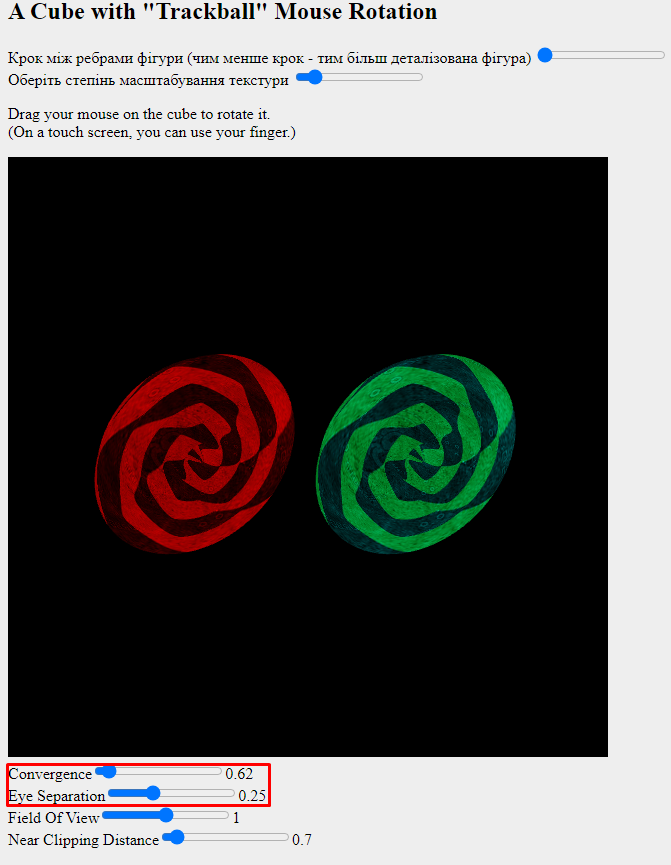 A Cube with "Trackball" Mouse Rotation
Крок між ребрами фігури (чим менше крок - тим більш деталізована фігура)
Оберіть степінь масштабування текстури
Drag your mouse on the cube to rotate it.
(On a touch screen, you can use your finger.)
Convergence 0.62
Eye Separation 0.25
Field Of View 1
Near Clipping Distance 0.7